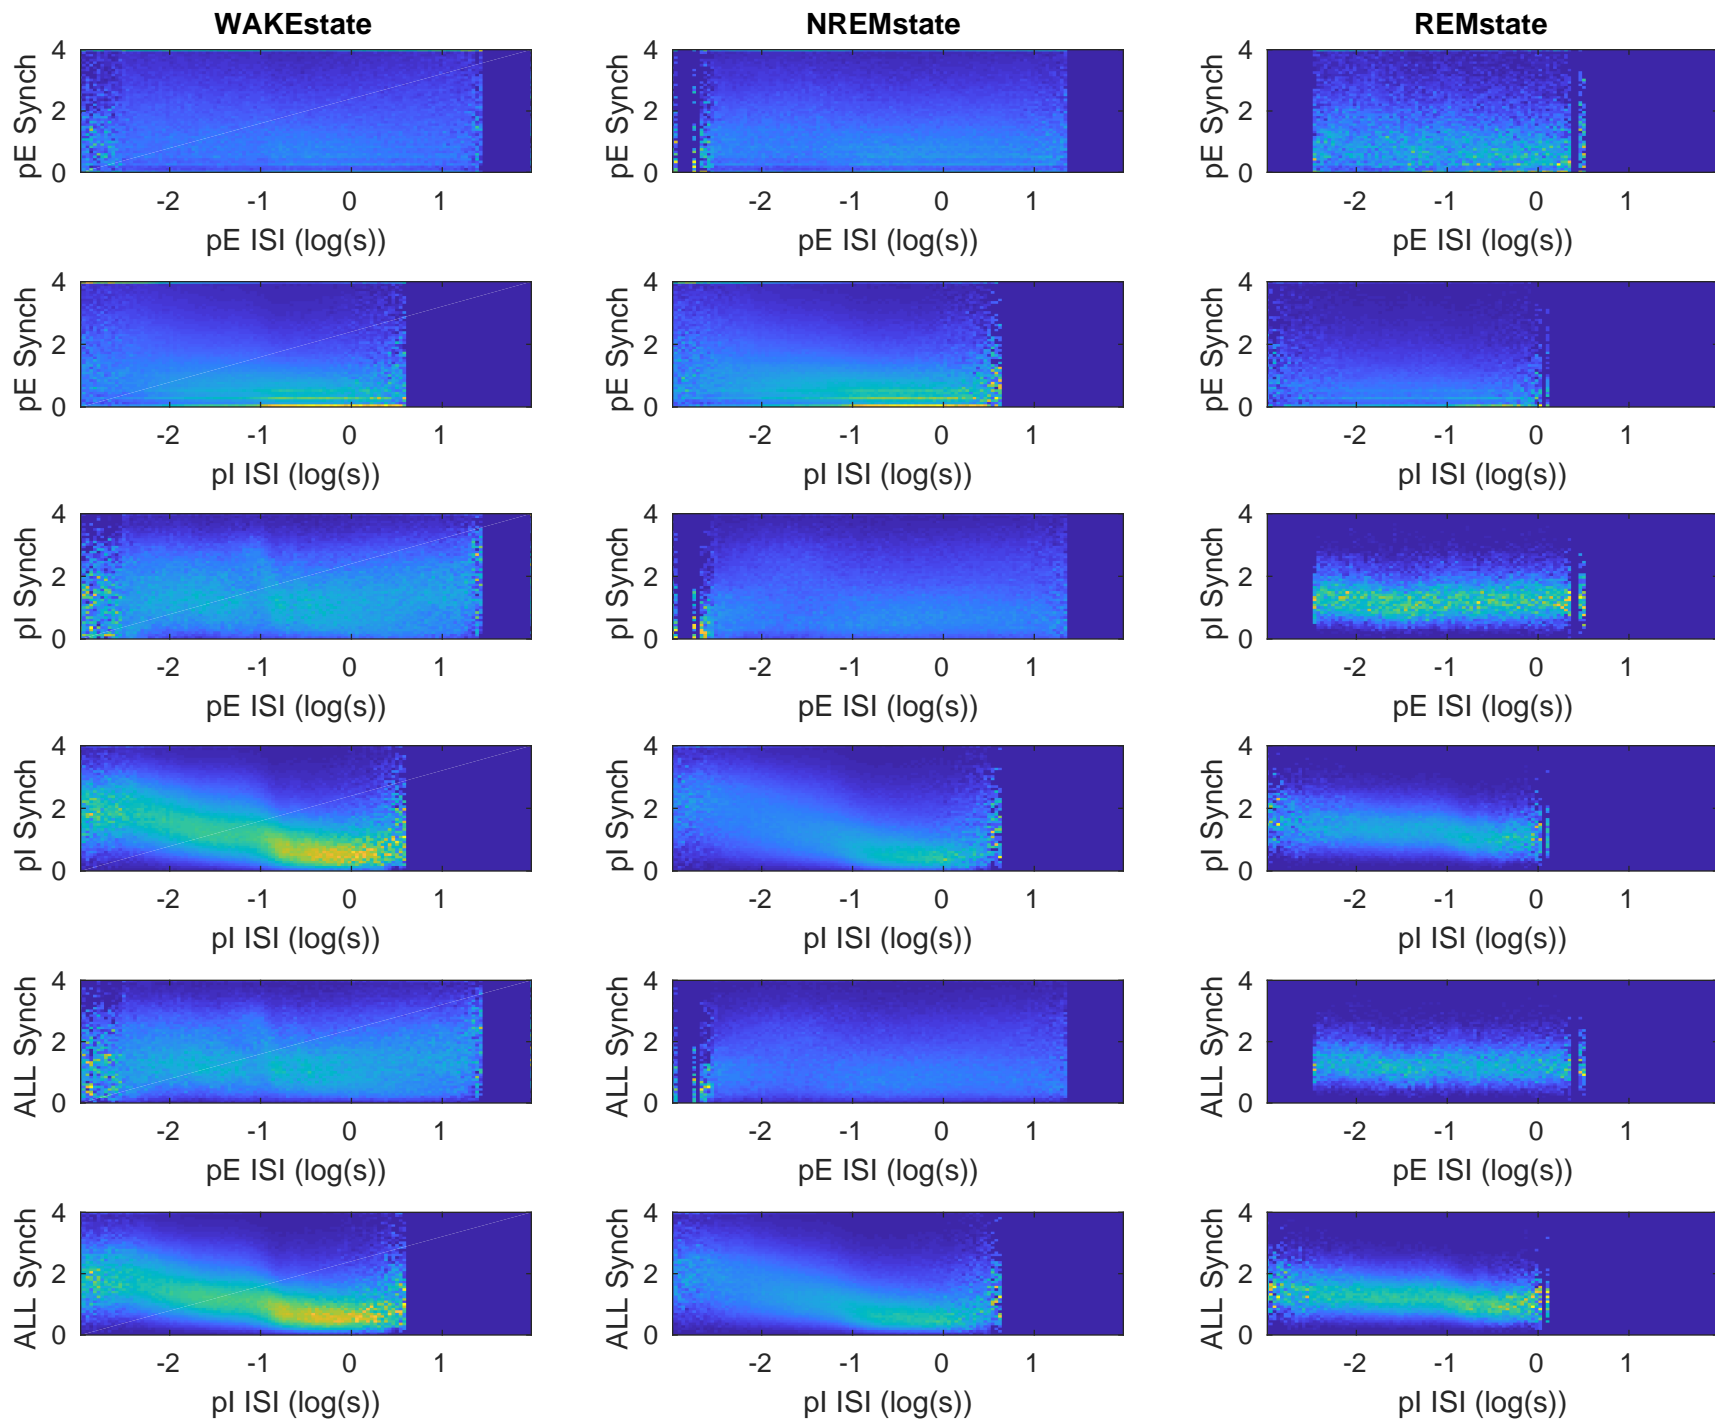 WAKEstate NREMstate REMstate
pE Synch 4 2 0 pE Synch 4 2 0 pE Synch 4 2 0
-2 -1 0 1 -2 -1 0 1 -2 -1 0 1
pE ISI (log(s)) pE ISI (log(s)) pE ISI (log(s))
pE Synch 4 2 0 pE Synch 4 2 0 pE Synch 4 2 0
-2 -1 0 1 -2 -1 0 1 -2 -1 0 1
pI ISI (log(s)) pI ISI (log(s)) pI ISI (log(s))
pI Synch 4 2 0 pI Synch 4 2 0 pI Synch 4 2 0
-2 -1 0 1 -2 -1 0 1 -2 -1 0 1
pE ISI (log(s)) pE ISI (log(s)) pE ISI (log(s))
pI Synch 4 2 0 pI Synch 4 2 0 pI Synch 4 2 0
-2 -1 0 1 -2 -1 0 1 -2 -1 0 1
pI ISI (log(s)) pI ISI (log(s)) pI ISI (log(s))
ALL Synch 4 2 0 ALL Synch 4 2 0 ALL Synch 4 2 0
-2 -1 0 1 -2 -1 0 1 -2 -1 0 1
pE ISI (log(s)) pE ISI (log(s)) pE ISI (log(s))
ALL Synch 4 2 0 ALL Synch 4 2 0 ALL Synch 4 2 0
-2 -1 0 1 -2 -1 0 1 -2 -1 0 1
pI ISI (log(s)) pI ISI (log(s)) pI ISI (log(s))